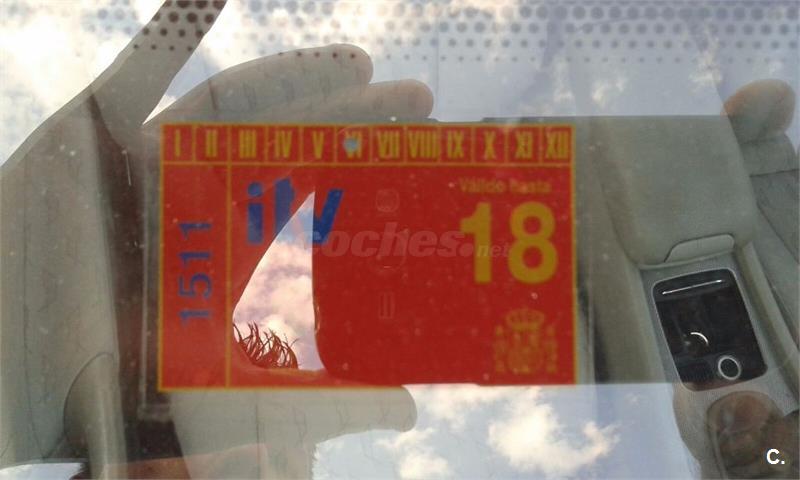 I II III IV V VI VII VIII IX X XI XII
Válido hasta
itv
18
1511
coches.net
C.